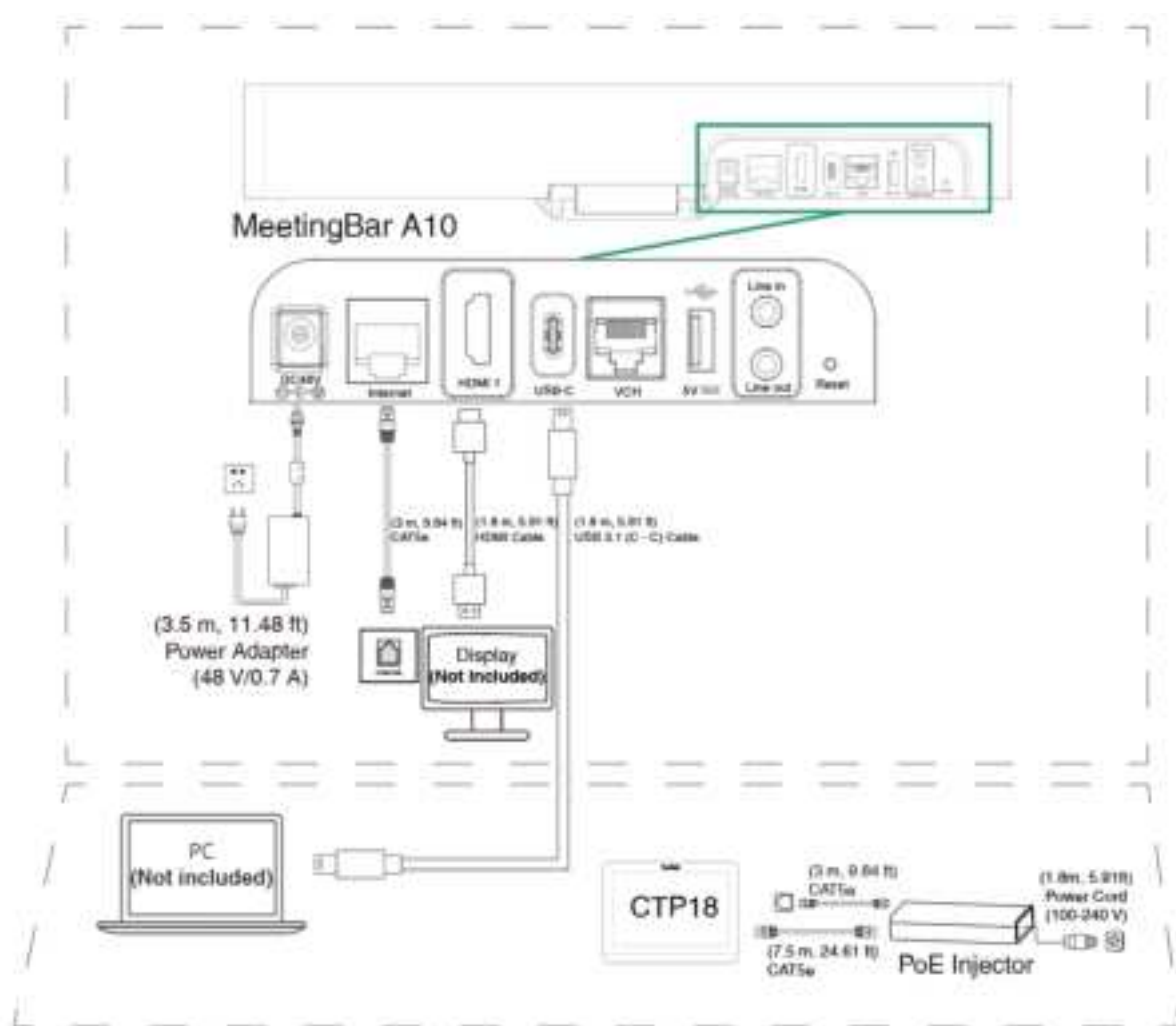 MeetingBar A10
Line in
DC48V
Internet
HDMI 1
USB-C
VCH
5V
Line out
Reset
(3 m, 9.84 ft)
CAT5e
(1.8 m, 5.91 ft)
HDMI Cable
(1.8 m, 5.91 ft)
USB 3.1 (C - C) Cable
(3.5 m, 11.48 ft)
Power Adapter
(48 V/0.7 A)
Display
(Not Included)
PC
(Not included)
CTP18
(3 m, 9.84 ft)
CAT5e
(7.5 m, 24.61 ft)
CAT5e
PoE Injector
(1.8m, 5.91ft)
Power Cord
(100-240 V)